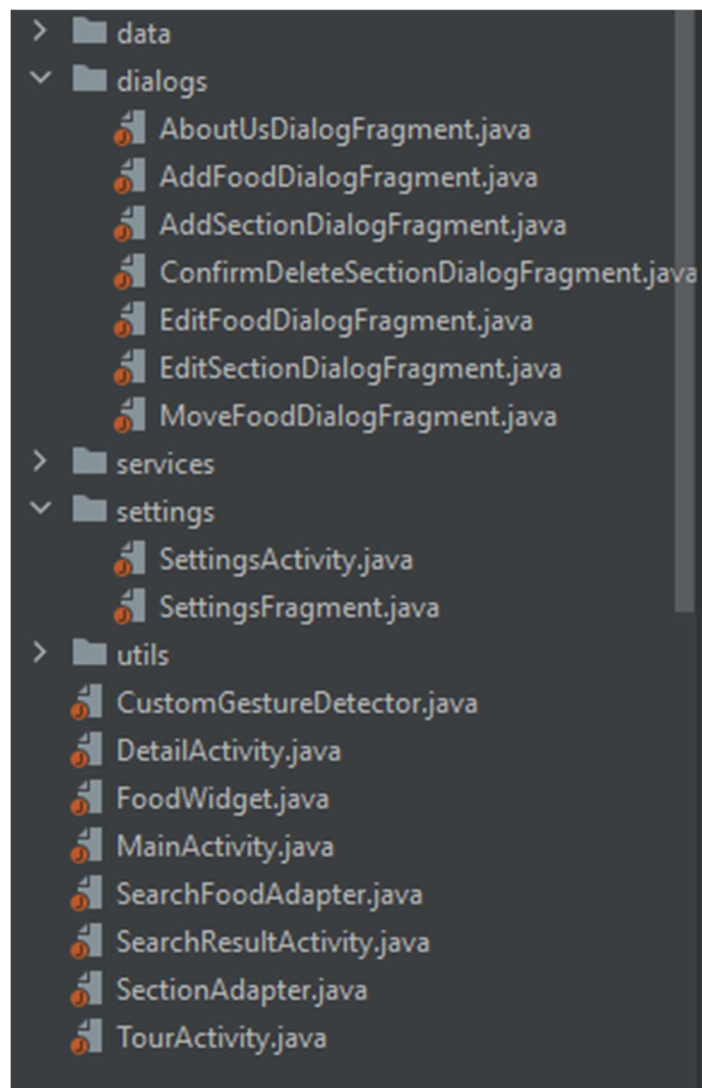 data
dialogs
AboutUsDialogFragment.java
AddFoodDialogFragment.java
AddSectionDialogFragment.java
ConfirmDeleteSectionDialogFragment.java
EditFoodDialogFragment.java
EditSectionDialogFragment.java
MoveFoodDialogFragment.java
services
settings
SettingsActivity.java
SettingsFragment.java
utils
CustomGestureDetector.java
DetailActivity.java
FoodWidget.java
MainActivity.java
SearchFoodAdapter.java
SearchResultActivity.java
SectionAdapter.java
TourActivity.java